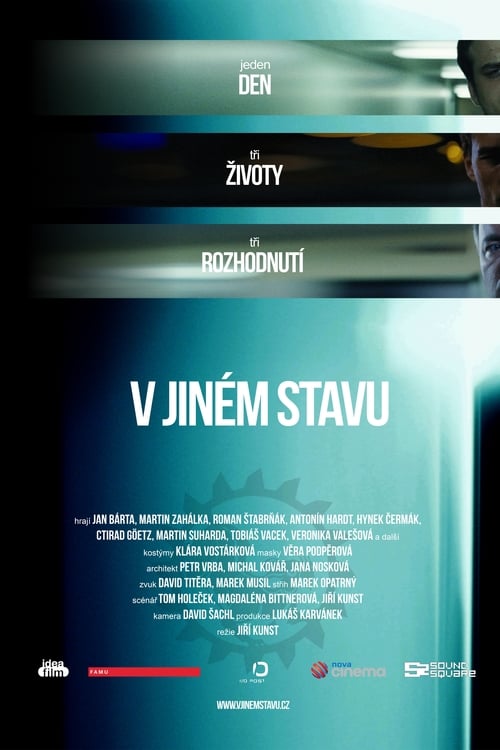 jeden
DEN
tři
ŽIVOTY
tři
ROZHODNUTÍ
V JINÉM STAVU
hrají JAN BÁRTA, MARTIN ZAHÁLKA, ROMAN ŠTABRŇÁK, ANTONÍN HARDT, HYNEK ČERMÁK,
CTIRAD GÖETZ, MARTIN SUHARDA, TOBIÁŠ VACEK, VERONIKA VALEŠOVÁ a další
kostýmy KLÁRA VOSTÁRKOVÁ masky VĚRA PODPĚROVÁ
architekt PETR VRBA, MICHAL KOVÁŘ, JANA NOSKOVÁ
zvuk DAVID TITĚRA, MAREK MUSIL střih MAREK OPATRNÝ
scénář TOM HOLEČEK, MAGDALÉNA BITTNEROVÁ, JIŘÍ KUNST
kamera DAVID ŠACHL produkce LUKÁŠ KARVÁNEK
režie JIŘÍ KUNST
idea film
FAMU
I/O POST
nova cinema
SOUND SQUARE
WWW.VJINEMSTAVU.CZ